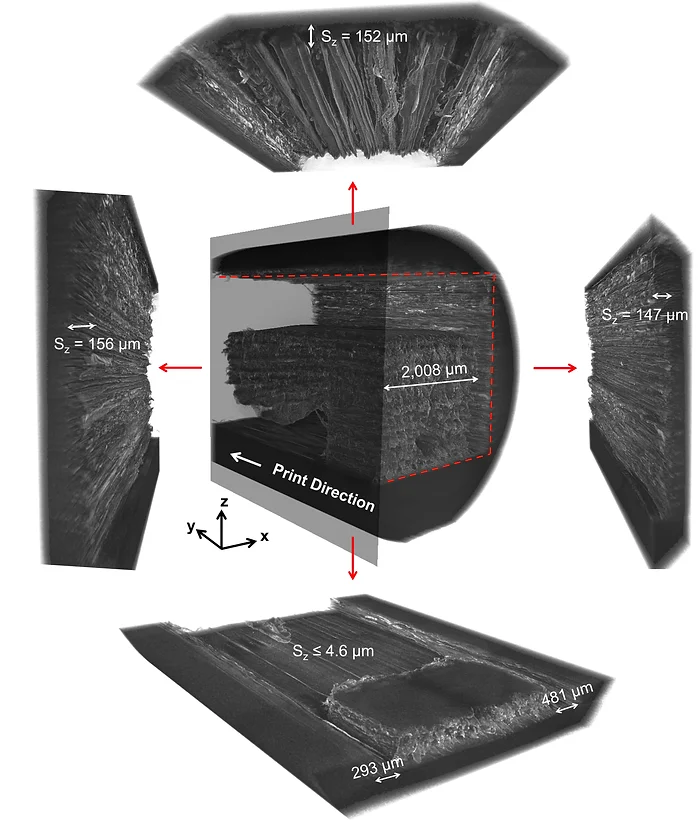 S_z = 152 µm
S_z = 156 µm
S_z = 147 µm
2,008 µm
Print Direction
z
y
x
S_z ≤ 4.6 µm
481 µm
293 µm